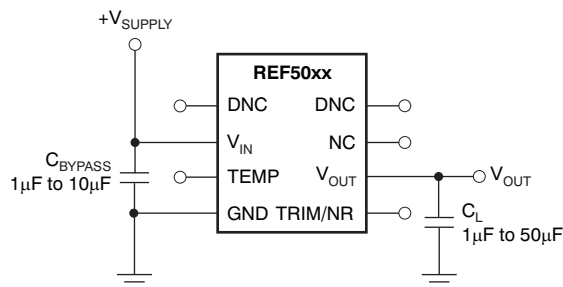 +V_SUPPLY
REF50xx
DNC DNC
V_IN NC
C_BYPASS
1μF to 10μF
TEMP V_OUT V_OUT
GND TRIM/NR
C_L
1μF to 50μF